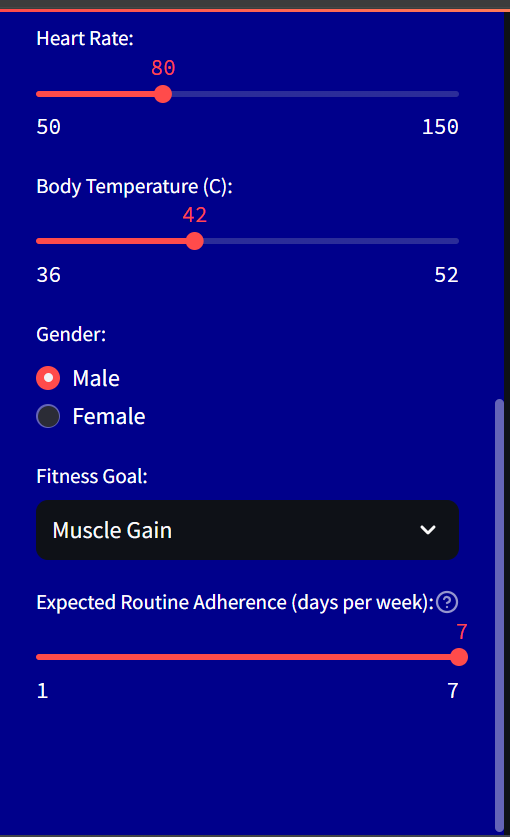 Heart Rate:
80
50 150
Body Temperature (C):
42
36 52
Gender:
Male
Female
Fitness Goal:
Muscle Gain
Expected Routine Adherence (days per week): ?
7
1 7